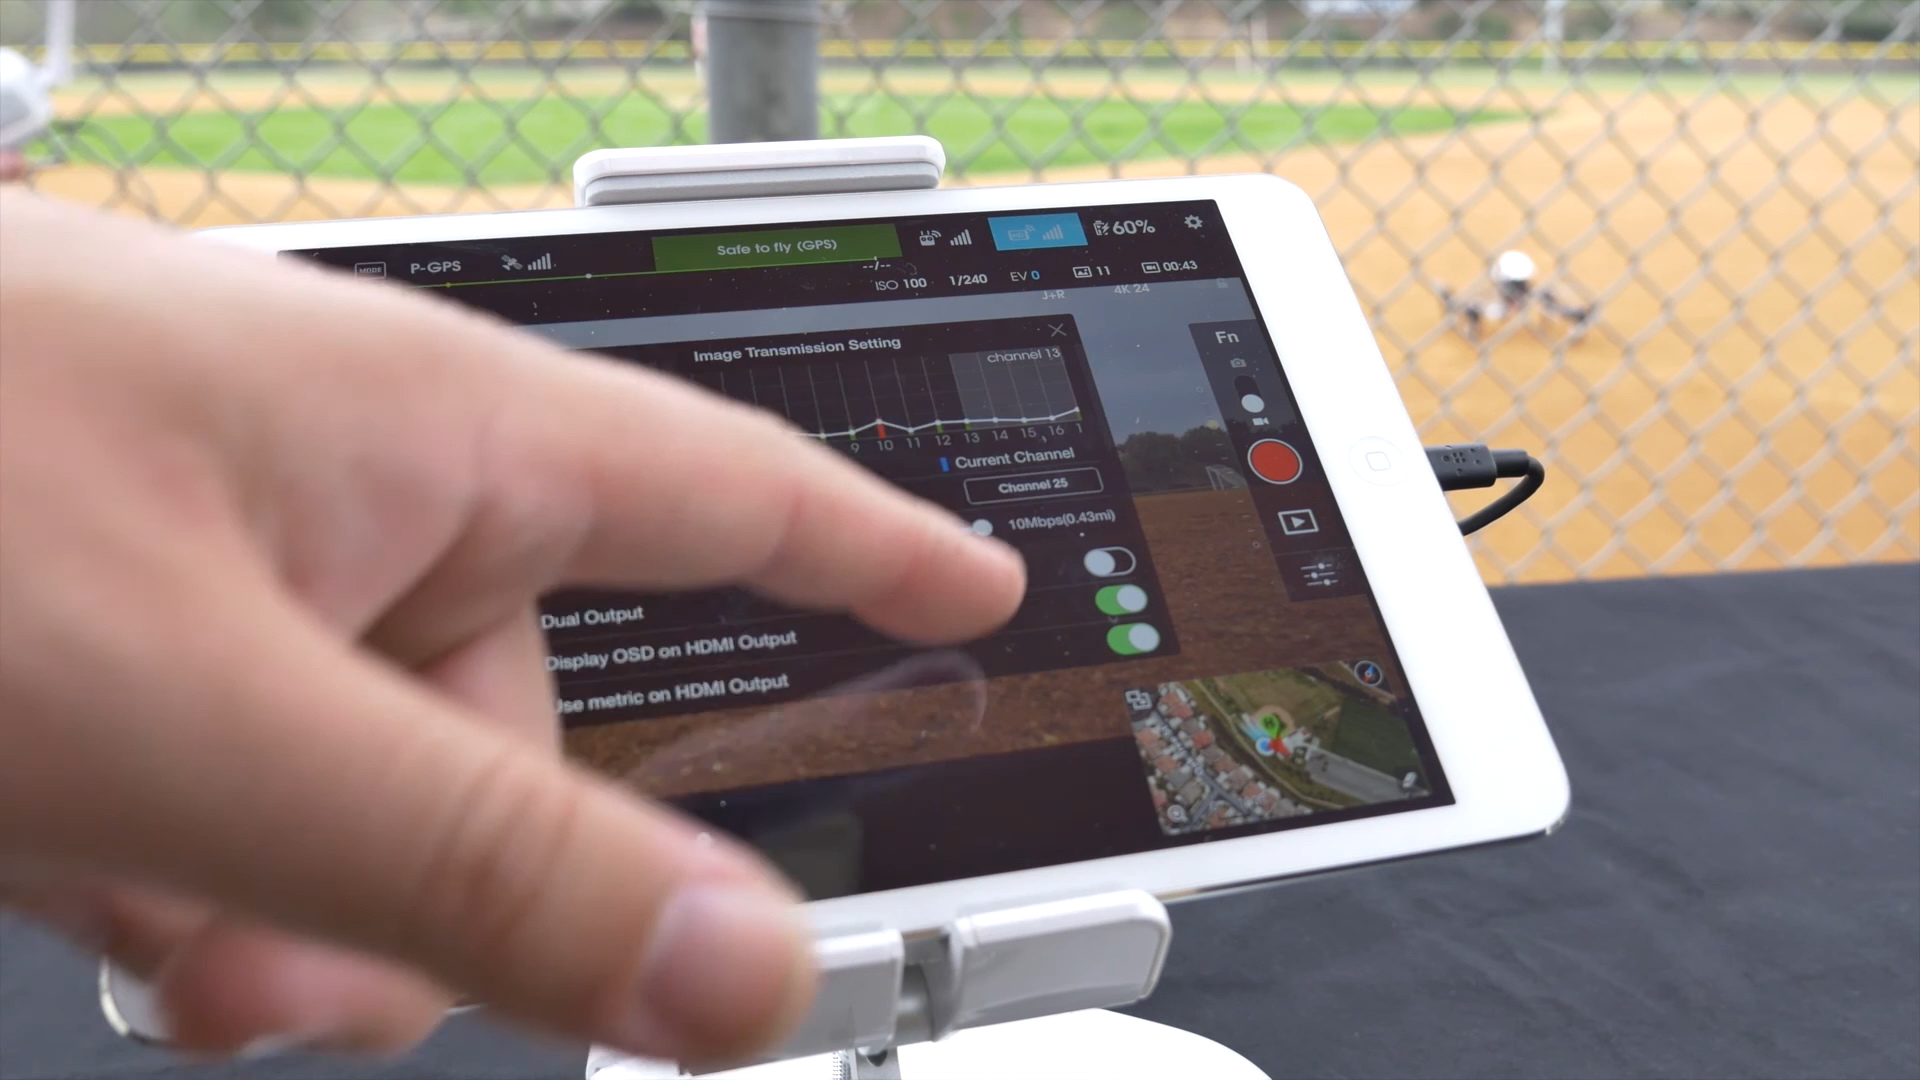 MODE P-GPS Safe to fly (GPS) 60%
--/-- ISO 100 1/240 EV 0 11 00:43
J+R 4K 24
Fn
Image Transmission Setting
channel 13
9 10 11 12 13 14 15 16 1
Current Channel
Channel 25
10Mbps(0.43mi)
Dual Output
Display OSD on HDMI Output
Use metric on HDMI Output